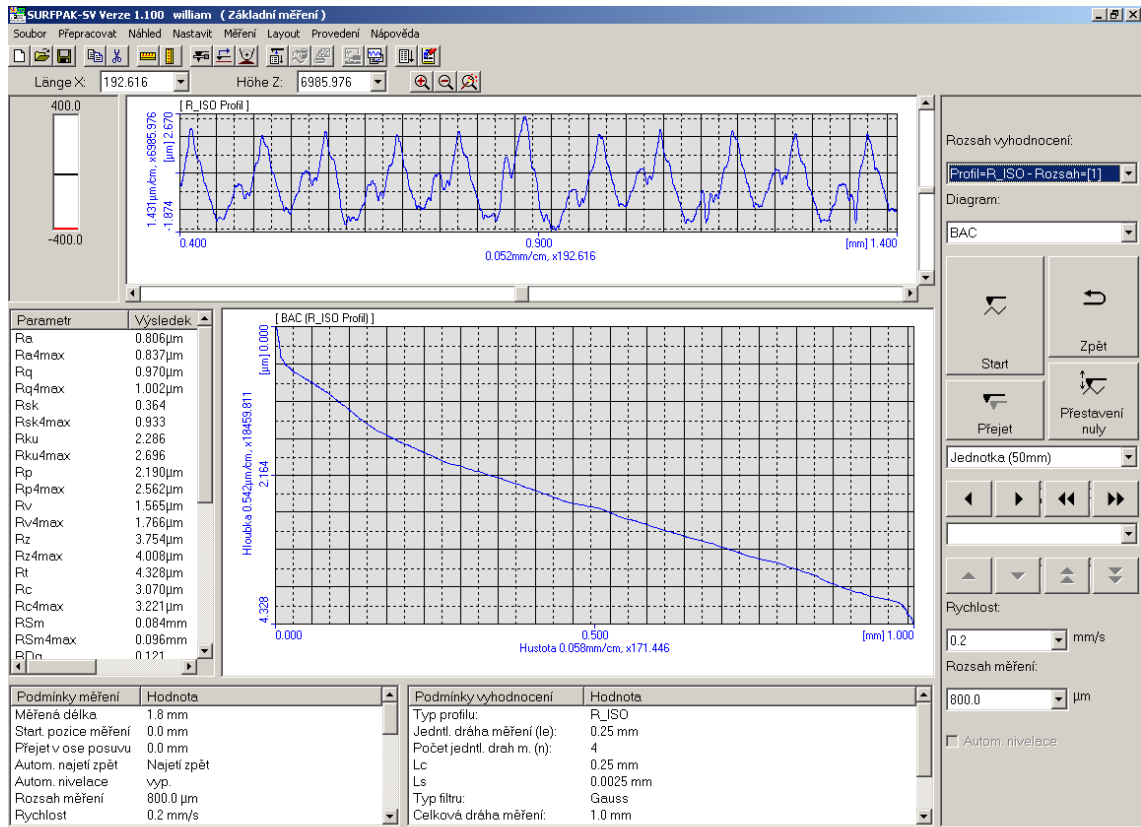 SURFPAK-SV Verze 1.100 william ( Základní měření )
Soubor Přepracovat Náhled Nastavit Měření Layout Provedení Nápověda
Länge X: 192.616 Höhe Z: 6985.976
400.0
-400.0
[ R_ISO Profil ]
1.431µm/cm, x6985.976
-1.874 [µm] 2.670
0.400 0.900 [mm] 1.400
0.052mm/cm, x192.616
Parametr Výsledek
Ra 0.806µm
Ra4max 0.837µm
Rq 0.970µm
Rq4max 1.002µm
Rsk 0.364
Rsk4max 0.933
Rku 2.286
Rku4max 2.696
Rp 2.190µm
Rp4max 2.562µm
Rv 1.565µm
Rv4max 1.766µm
Rz 3.754µm
Rz4max 4.008µm
Rt 4.328µm
Rc 3.070µm
Rc4max 3.221µm
RSm 0.084mm
RSm4max 0.096mm
RDq 0.121
[ BAC (R_ISO Profil) ]
Hloubka 0.542µm/cm, x18459.811
4.328 2.164 [µm] 0.000
0.000 0.500 [mm] 1.000
Hustota 0.058mm/cm, x171.446
Rozsah vyhodnocení:
Profil=R_ISO - Rozsah=[1]
Diagram:
BAC
Start
Zpět
Přejet
Přestavení
nuly
Jednotka (50mm)
Rychlost:
0.2 mm/s
Rozsah měření:
800.0 µm
Autom. nivelace
Podmínky měření Hodnota
Měřená délka 1.8 mm
Start. pozice měření 0.0 mm
Přejet v ose posuvu 0.0 mm
Autom. najetí zpět Najetí zpět
Autom. nivelace vyp.
Rozsah měření 800.0 µm
Rychlost 0.2 mm/s
Podmínky vyhodnocení Hodnota
Typ profilu: R_ISO
Jedntl. dráha měření (le): 0.25 mm
Počet jedntl. drah m. (n): 4
Lc 0.25 mm
Ls 0.0025 mm
Typ filtru: Gauss
Celková dráha měření: 1.0 mm